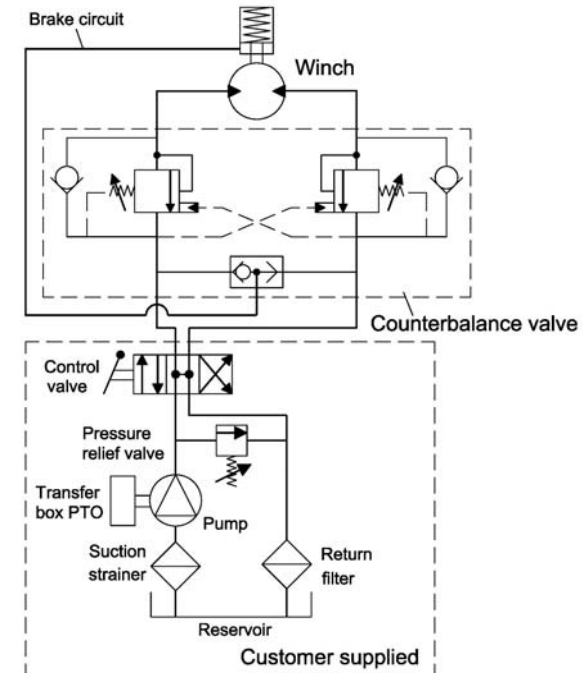 Brake circuit
Winch
Counterbalance valve
Control
valve
Pressure
relief valve
Transfer
box PTO
Pump
Suction
strainer
Return
filter
Reservoir
Customer supplied